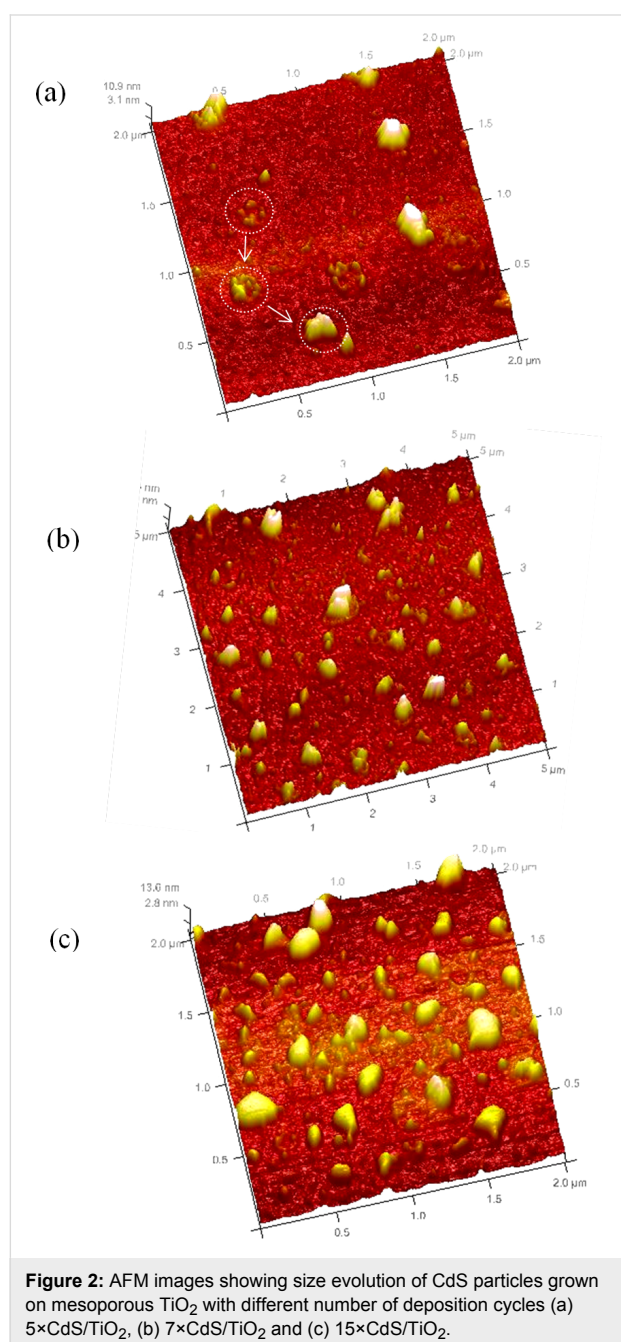 (a)
2.0 µm
1.5
2.0 µm
1.0
0.5
10.9 nm
3.1 nm
2.0 µm
1.5
1.0
1.0
1.0
0.5
0.5
2.0 µm
1.5
1.0
0.5
(b)
5 µm
4
5 µm
3
2
1
nm
nm
µm
4
4
3
3
2
2
1
1
5 µm
4
3
2
1
(c)
2.0 µm
1.5
2.0 µm
1.0
0.5
13.6 nm
2.8 nm
2.0 µm
1.5
1.5
1.0
1.0
0.5
0.5
2.0 µm
1.5
1.0
0.5
Figure 2: AFM images showing size evolution of CdS particles grown
on mesoporous TiO₂ with different number of deposition cycles (a)
5×CdS/TiO₂, (b) 7×CdS/TiO₂ and (c) 15×CdS/TiO₂.